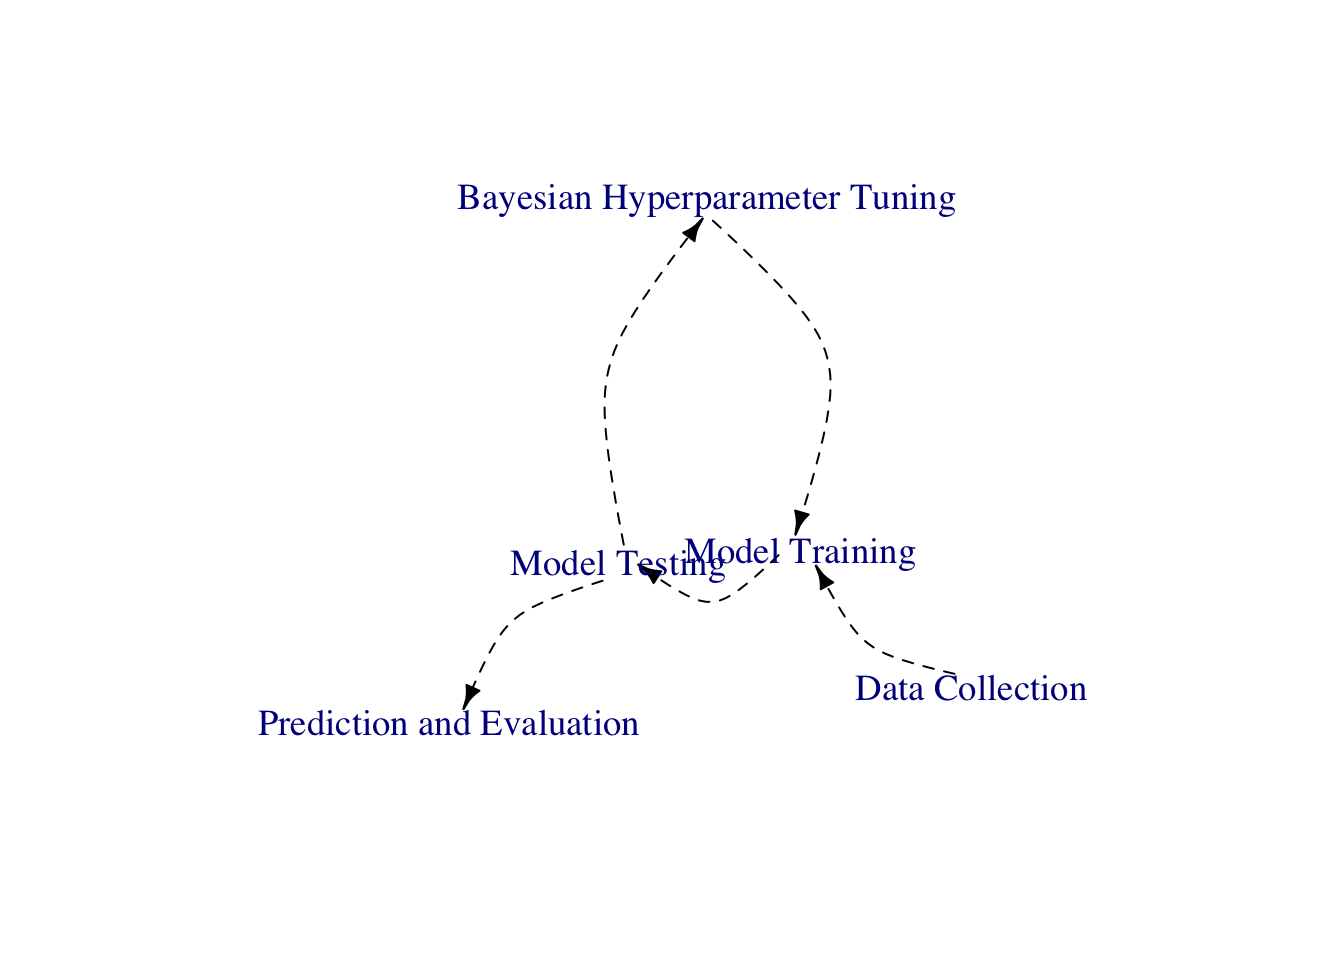 Bayesian Hyperparameter Tuning
Model Testing
Model Training
Data Collection
Prediction and Evaluation